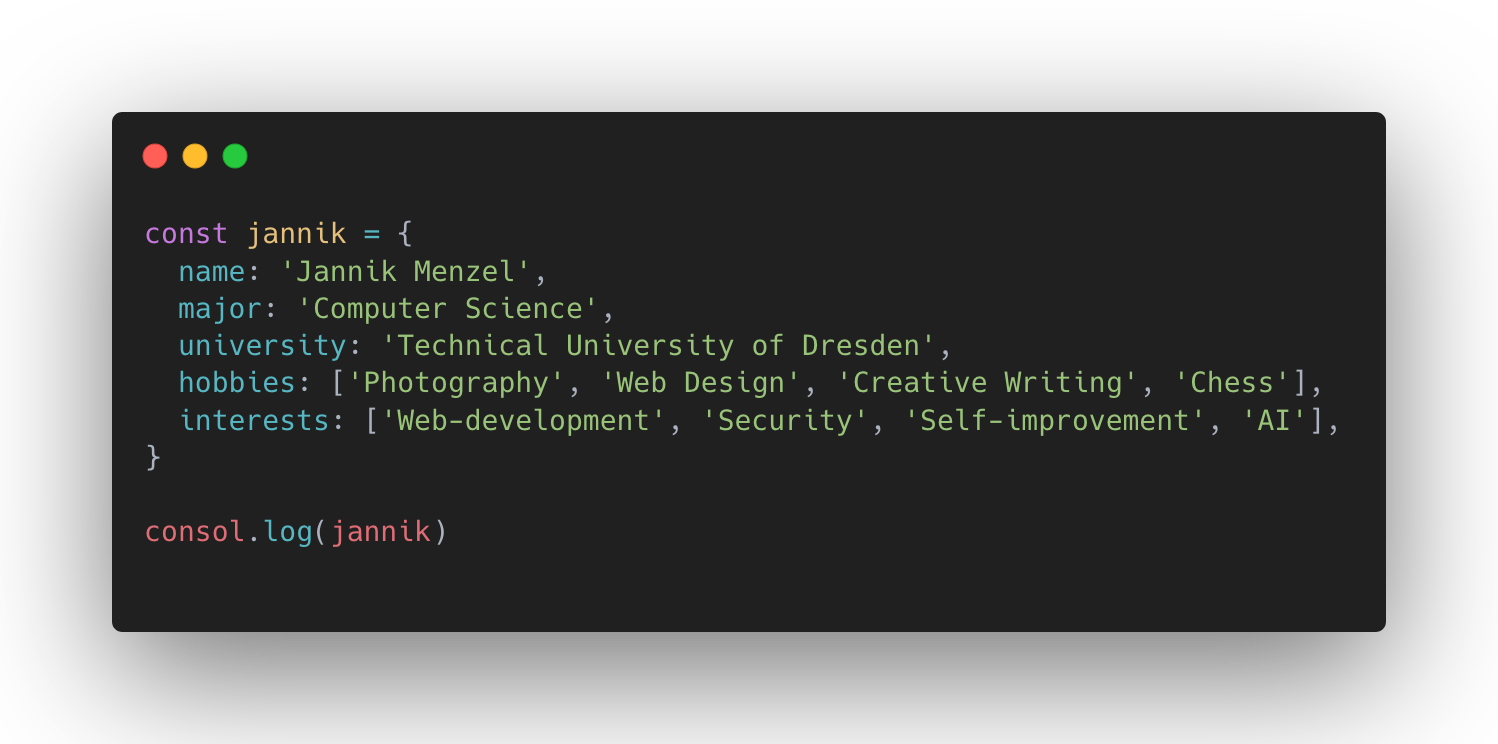 const jannik = {
  name: 'Jannik Menzel',
  major: 'Computer Science',
  university: 'Technical University of Dresden',
  hobbies: ['Photography', 'Web Design', 'Creative Writing', 'Chess'],
  interests: ['Web-development', 'Security', 'Self-improvement', 'AI'],
}
consol.log(jannik)